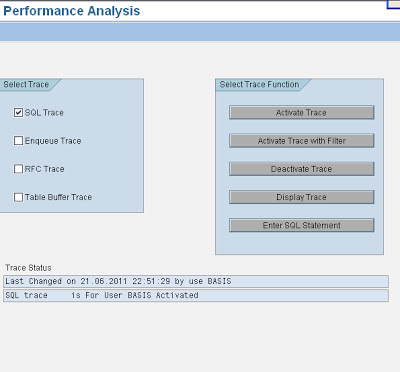 Performance Analysis
Select Trace
SQL Trace
Enqueue Trace
RFC Trace
Table Buffer Trace
Select Trace Function
Activate Trace
Activate Trace with Filter
Deactivate Trace
Display Trace
Enter SQL Statement
Trace Status
Last Changed on 21.06.2011 22:51:29 by use BASIS
SQL trace is For User BASIS Activated